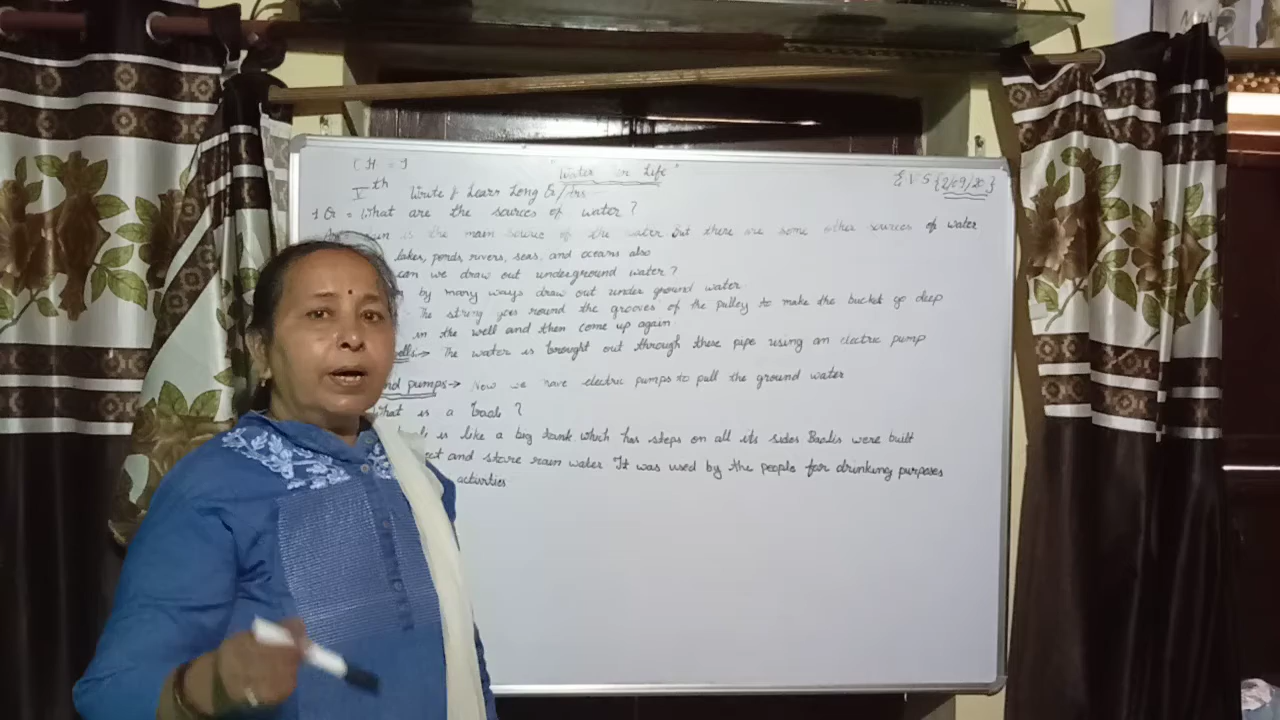 CH = 9 "Water for Life" E V S {2/09/20}
Vth Write & Learn Long Q/Ans
1 Q = What are the sources of water?
is the main source of the water but there are some other sources of water
lakes, ponds, rivers, seas, and oceans also
can we draw out underground water?
by many ways draw out under ground water
The string goes round the grooves of the pulley to make the bucket go deep
in the well and then come up again
wells → The water is brought out through these pipe using an electric pump
nd pumps → Now we have electric pumps to pull the ground water
What is a Baoli?
is like a big tank which has steps on all its sides Baolis were built
and store rain water It was used by the people for drinking purposes
activities